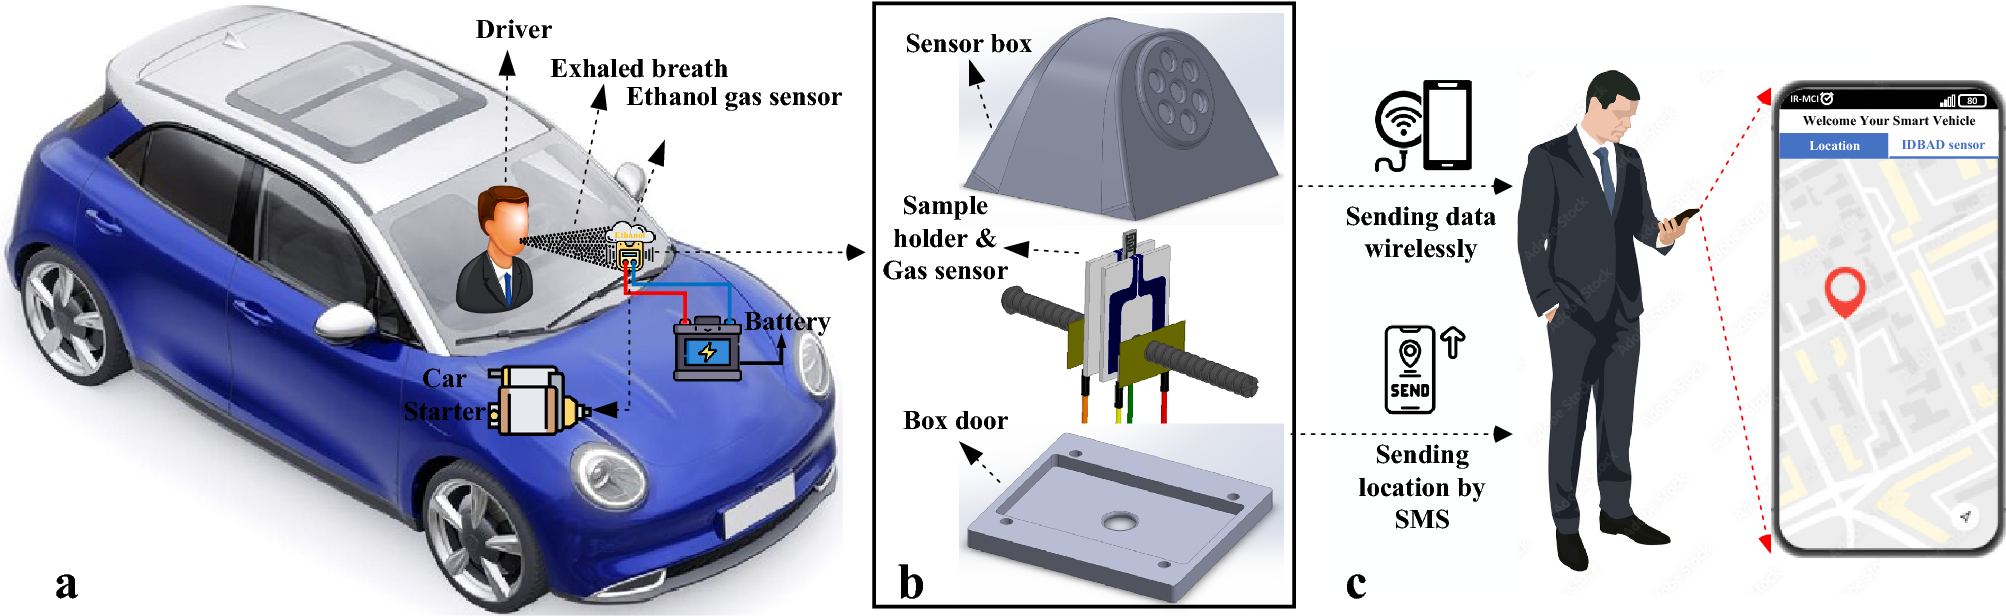 Driver
Exhaled breath
Ethanol gas sensor
Ethanol
Battery
Car
Starter
a
Sensor box
Sample
holder &
Gas sensor
Box door
b
Sending data
wirelessly
SEND
Sending
location by
SMS
c
IR-MCI
80
Welcome Your Smart Vehicle
Location
IDBAD sensor